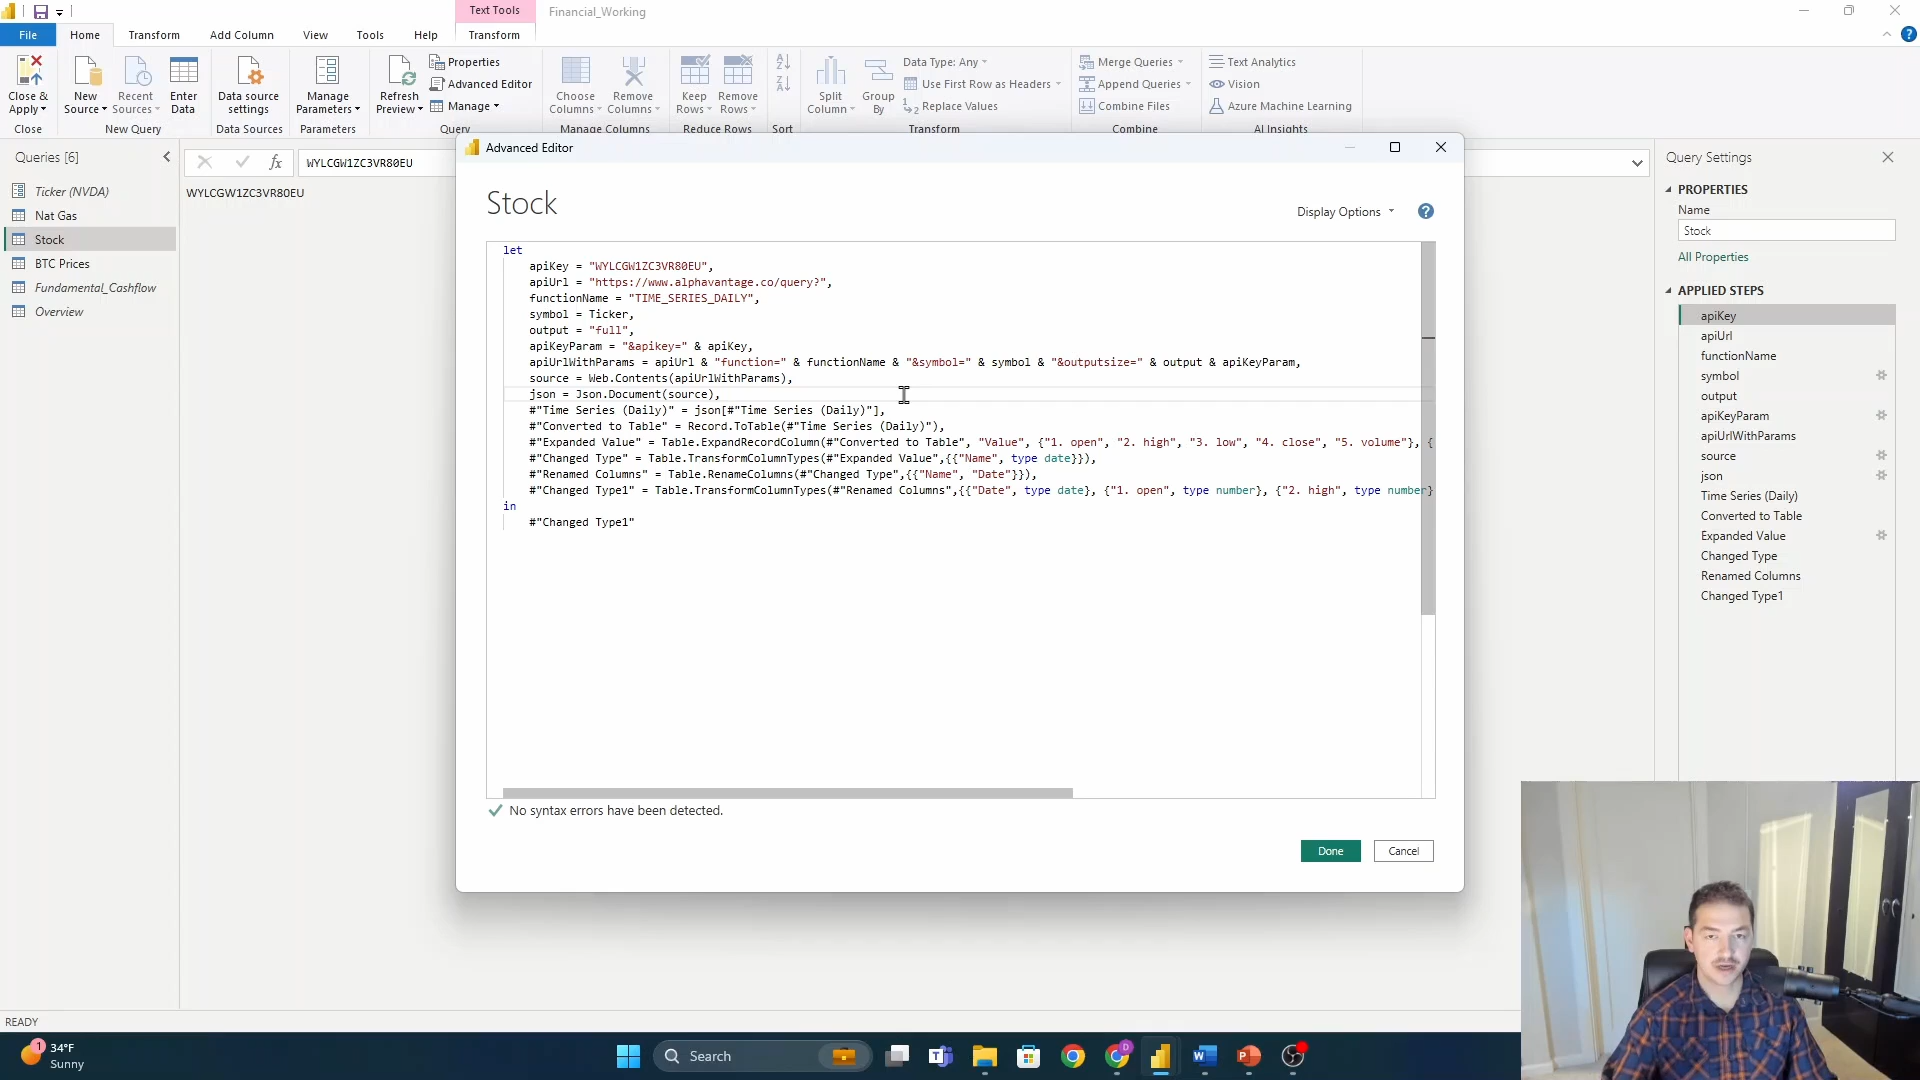 Text Tools
Financial_Working
File
Home
Transform
Add Column
View
Tools
Help
Transform
Close &
Apply
New
Source
Recent
Sources
Enter
Data
Data source
settings
Manage
Parameters
Refresh
Preview
Properties
Advanced Editor
Manage
Choose
Columns
Remove
Columns
Keep
Rows
Remove
Rows
Split
Column
Group
By
Data Type: Any
Use First Row as Headers
Replace Values
Merge Queries
Append Queries
Combine Files
Text Analytics
Vision
Azure Machine Learning
Close
New Query
Data Sources
Parameters
Query
Manage Columns
Reduce Rows
Sort
Transform
Combine
AI Insights
Queries [6]
Ticker (NVDA)
Nat Gas
Stock
BTC Prices
Fundamental_Cashflow
Overview
fx
WYLCGW1ZC3VR80EU
WYLCGW1ZC3VR80EU
Advanced Editor
Stock
Display Options
let
apiKey = "WYLCGW1ZC3VR80EU",
apiUrl = "https://www.alphavantage.co/query?",
functionName = "TIME_SERIES_DAILY",
symbol = Ticker,
output = "full",
apiKeyParam = "&apikey=" & apiKey,
apiUrlWithParams = apiUrl & "function=" & functionName & "&symbol=" & symbol & "&outputsize=" & output & apiKeyParam,
source = Web.Contents(apiUrlWithParams),
json = Json.Document(source),
#"Time Series (Daily)" = json[#"Time Series (Daily)"],
#"Converted to Table" = Record.ToTable(#"Time Series (Daily)"),
#"Expanded Value" = Table.ExpandRecordColumn(#"Converted to Table", "Value", {"1. open", "2. high", "3. low", "4. close", "5. volume"}, {
#"Changed Type" = Table.TransformColumnTypes(#"Expanded Value",{{"Name", type date}}),
#"Renamed Columns" = Table.RenameColumns(#"Changed Type",{{"Name", "Date"}}),
#"Changed Type1" = Table.TransformColumnTypes(#"Renamed Columns",{{"Date", type date}, {"1. open", type number}, {"2. high", type number}
in
#"Changed Type1"
No syntax errors have been detected.
Done
Cancel
Query Settings
PROPERTIES
Name
Stock
All Properties
APPLIED STEPS
apiKey
apiUrl
functionName
symbol
output
apiKeyParam
apiUrlWithParams
source
json
Time Series (Daily)
Converted to Table
Expanded Value
Changed Type
Renamed Columns
Changed Type1
READY
1
34°F
Sunny
Search